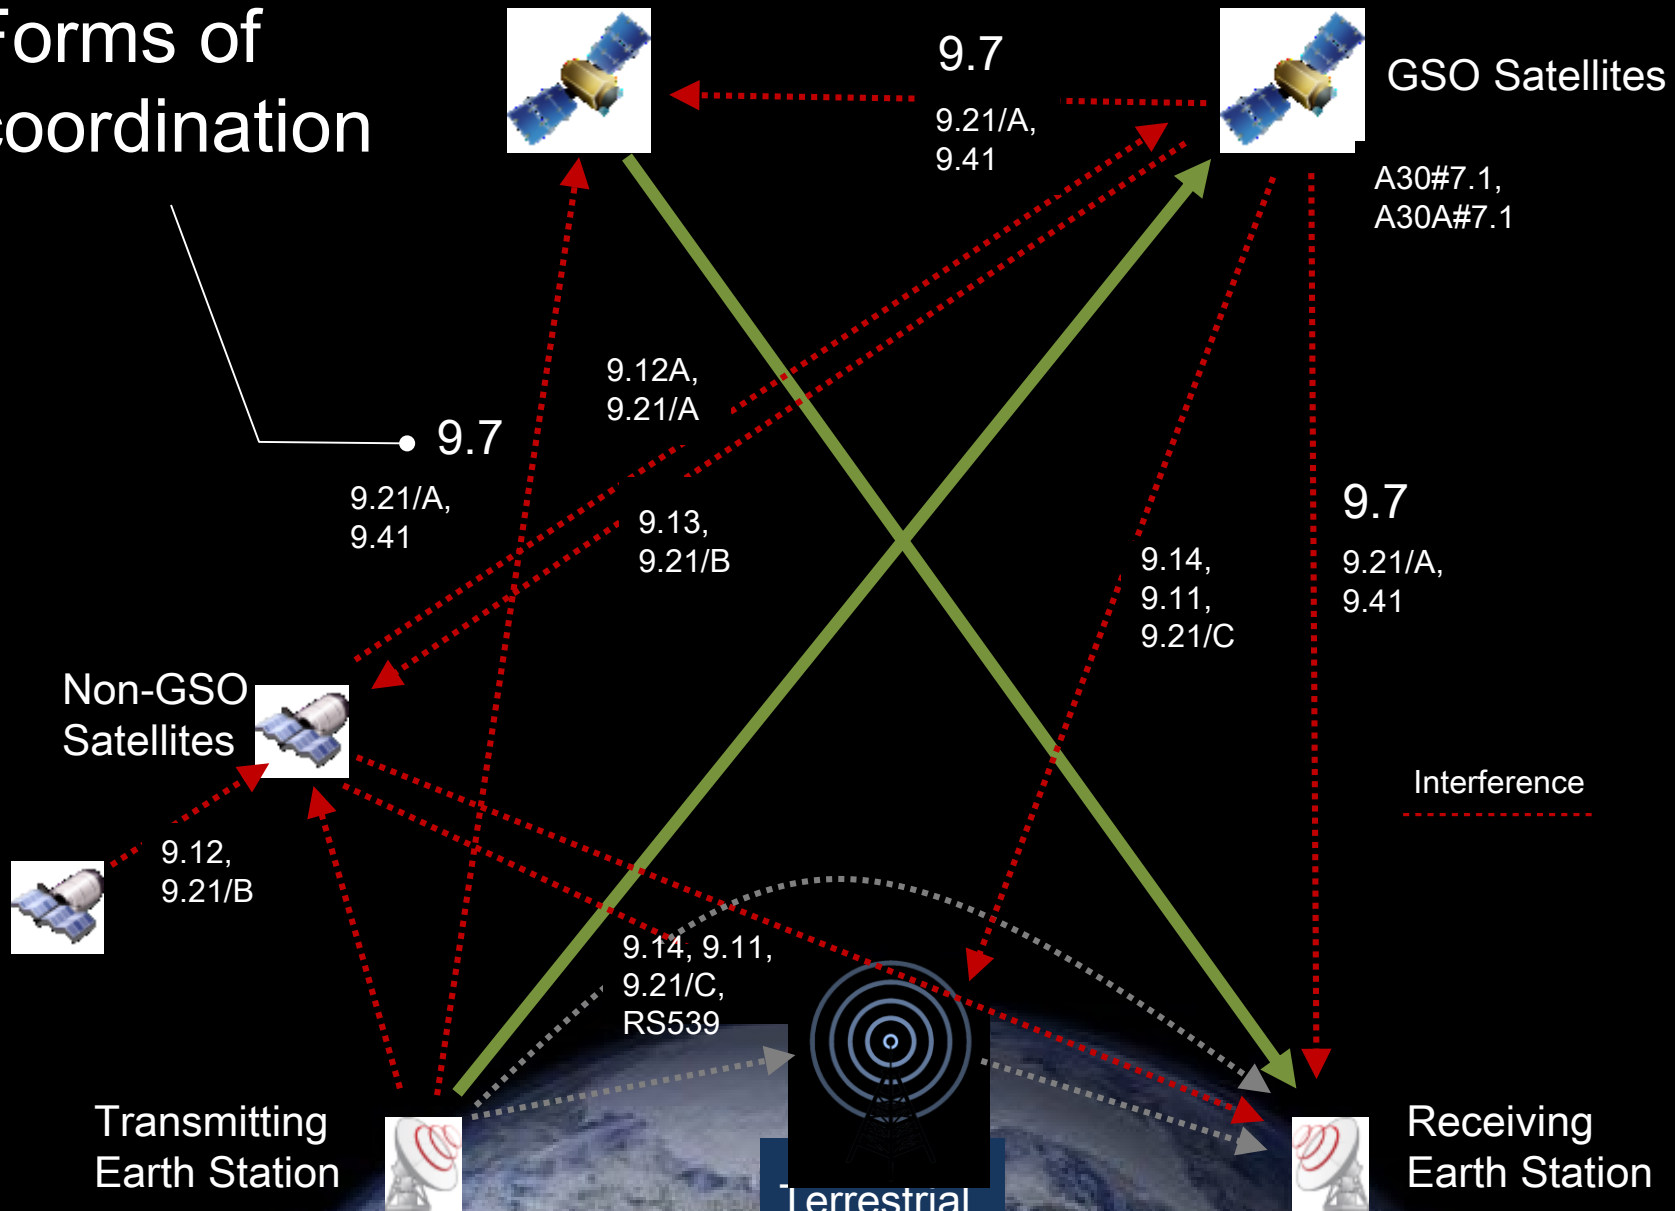 Forms of
coordination
9.7
9.21/A,
9.41
GSO Satellites
A30#7.1,
A30A#7.1
9.12A,
9.21/A
9.7
9.21/A,
9.41
9.13,
9.21/B
9.14,
9.11,
9.21/C
9.7
9.21/A,
9.41
Non-GSO
Satellites
Interference
9.12,
9.21/B
9.14, 9.11,
9.21/C,
RS539
Transmitting
Earth Station
Terrestrial
Receiving
Earth Station